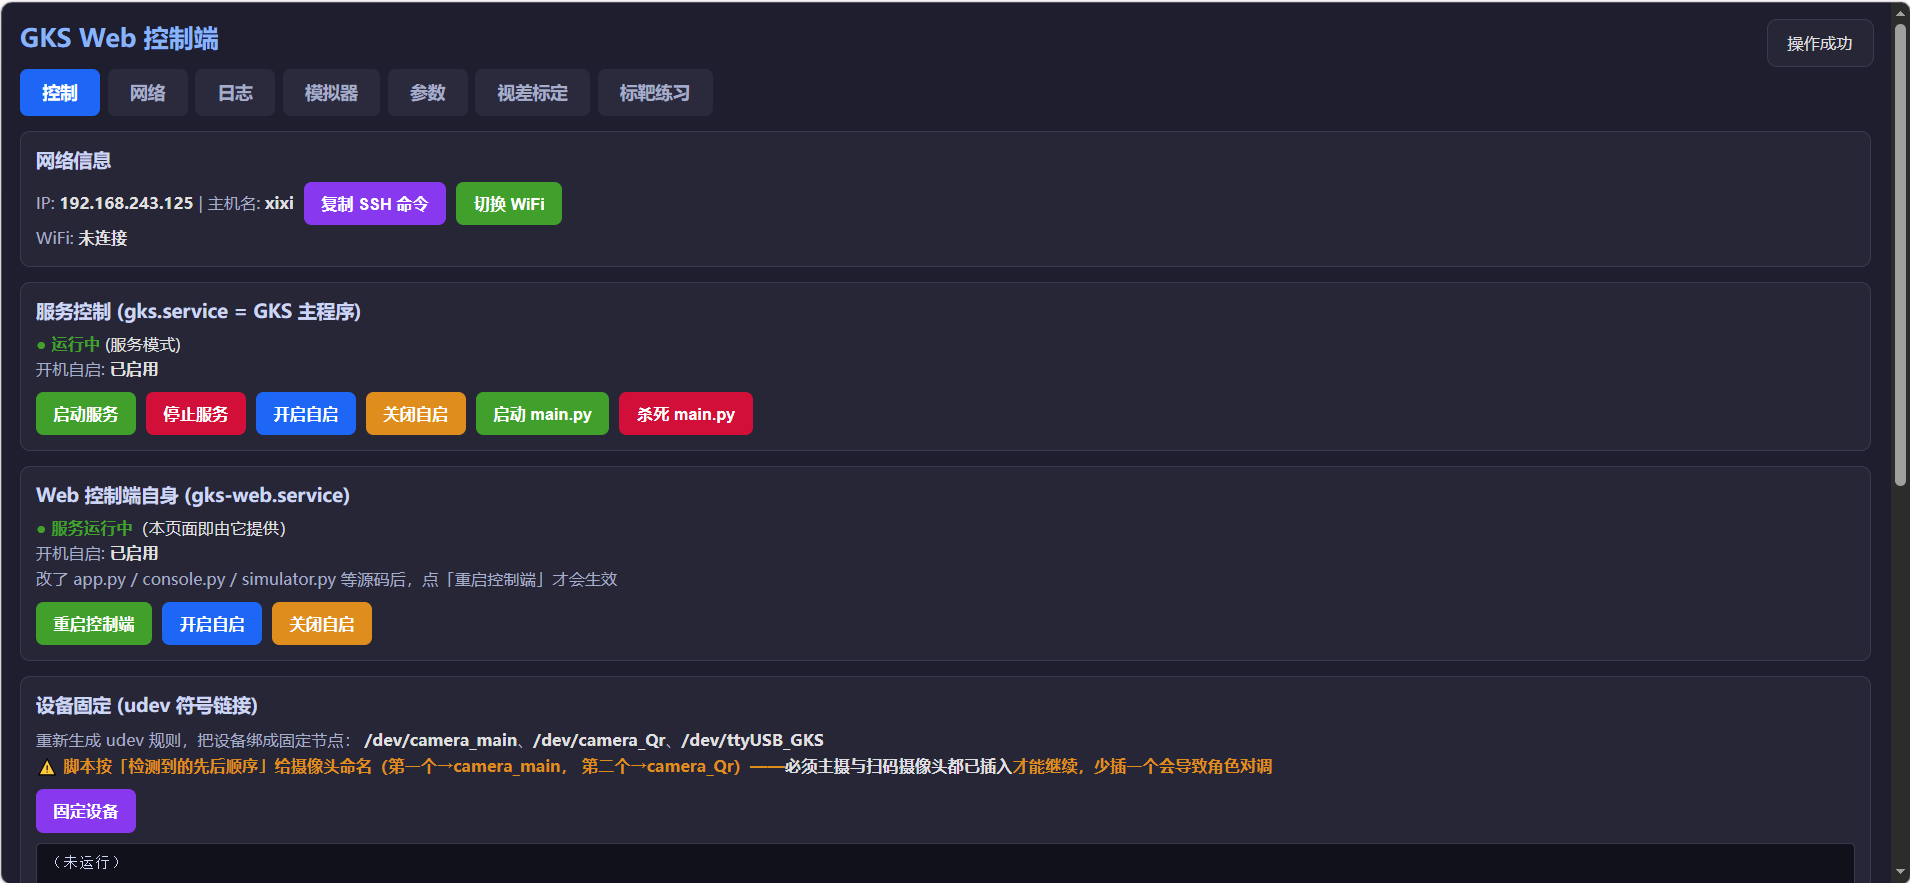 GKS Web 控制端
操作成功
控制 网络 日志 模拟器 参数 视差标定 标靶练习
网络信息
IP: 192.168.243.125 | 主机名: xixi 复制 SSH 命令 切换 WiFi
WiFi: 未连接
服务控制 (gks.service = GKS 主程序)
● 运行中 (服务模式)
开机自启: 已启用
启动服务 停止服务 开启自启 关闭自启 启动 main.py 杀死 main.py
Web 控制端自身 (gks-web.service)
● 服务运行中（本页面即由它提供）
开机自启: 已启用
改了 app.py / console.py / simulator.py 等源码后，点「重启控制端」才会生效
重启控制端 开启自启 关闭自启
设备固定 (udev 符号链接)
重新生成 udev 规则，把设备绑成固定节点： /dev/camera_main、/dev/camera_Qr、/dev/ttyUSB_GKS
⚠ 脚本按「检测到的先后顺序」给摄像头命名（第一个→camera_main， 第二个→camera_Qr）——必须主摄与扫码摄像头都已插入才能继续，少插一个会导致角色对调
固定设备
（未运行）